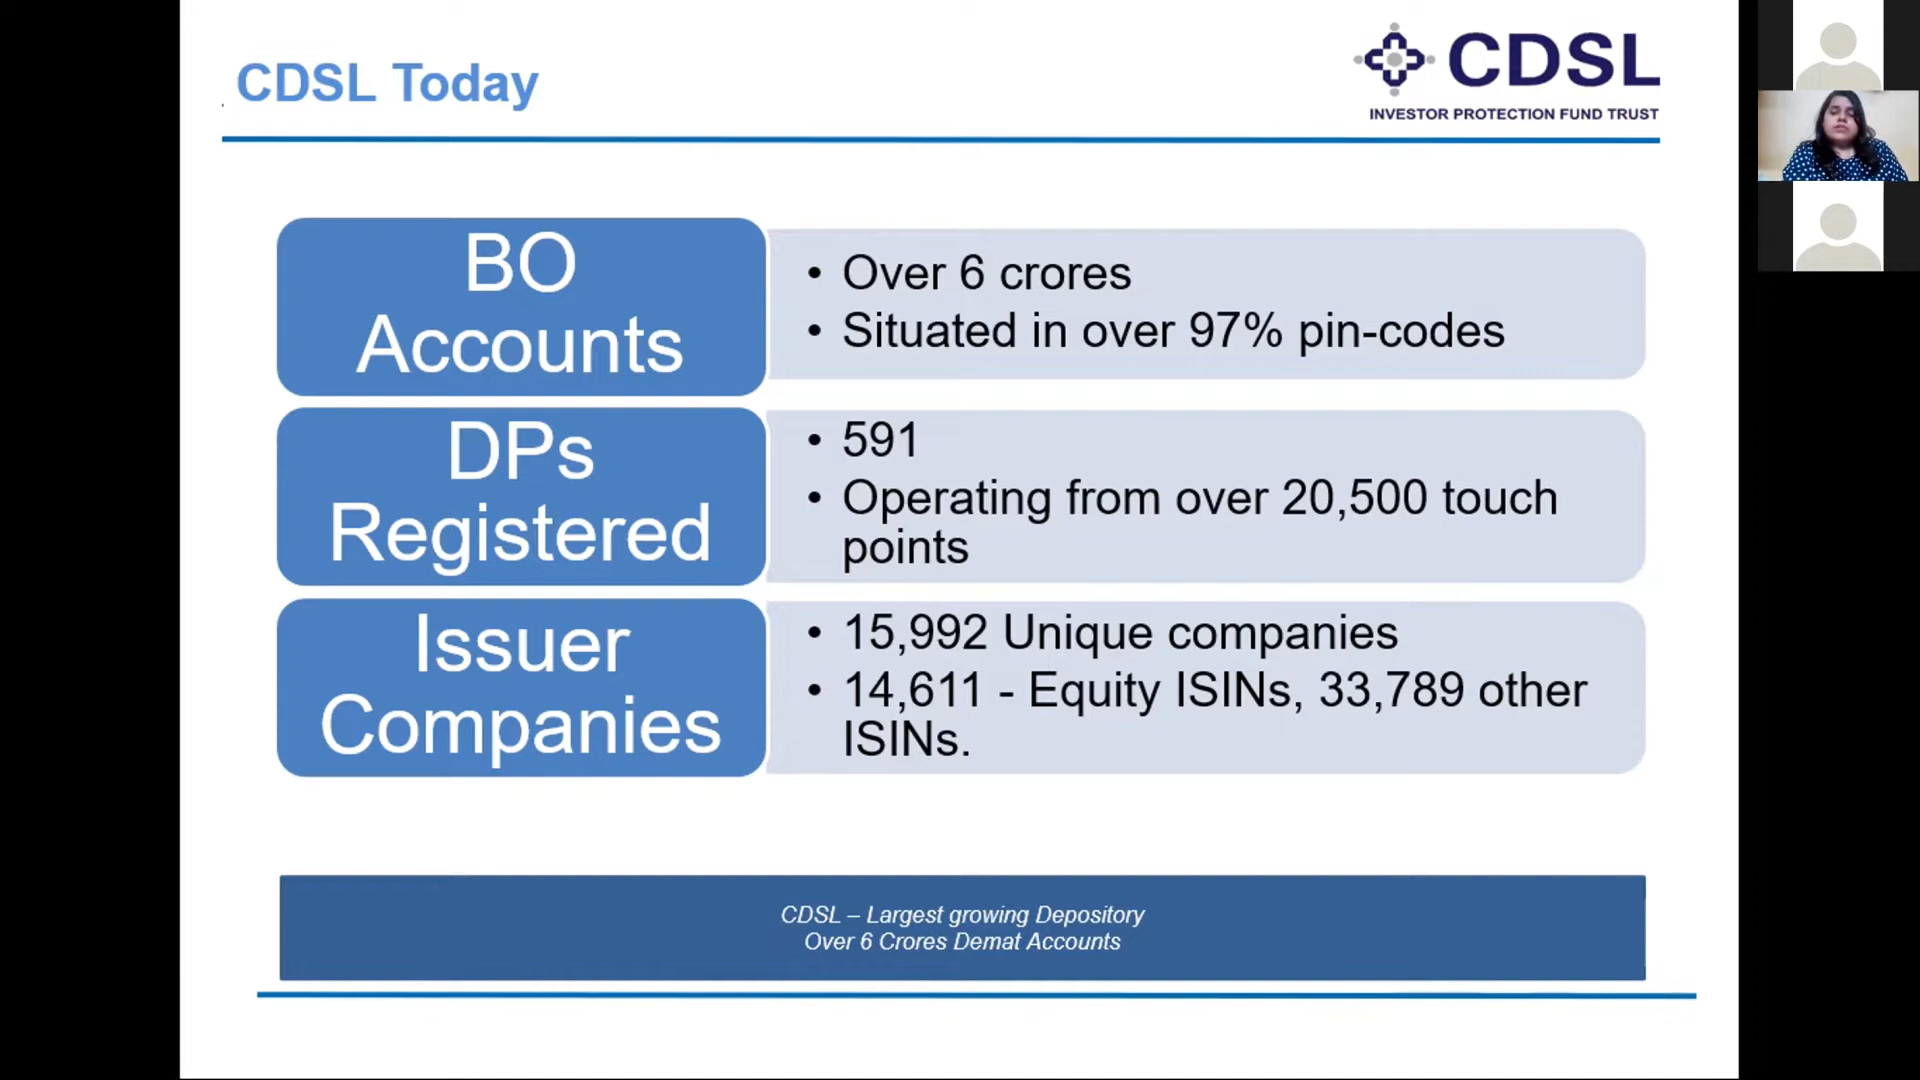 CDSL Today
CDSL
INVESTOR PROTECTION FUND TRUST
BO
Accounts
• Over 6 crores
• Situated in over 97% pin-codes
DPs
Registered
• 591
• Operating from over 20,500 touch
points
Issuer
Companies
• 15,992 Unique companies
• 14,611 - Equity ISINs, 33,789 other
ISINs.
CDSL – Largest growing Depository
Over 6 Crores Demat Accounts